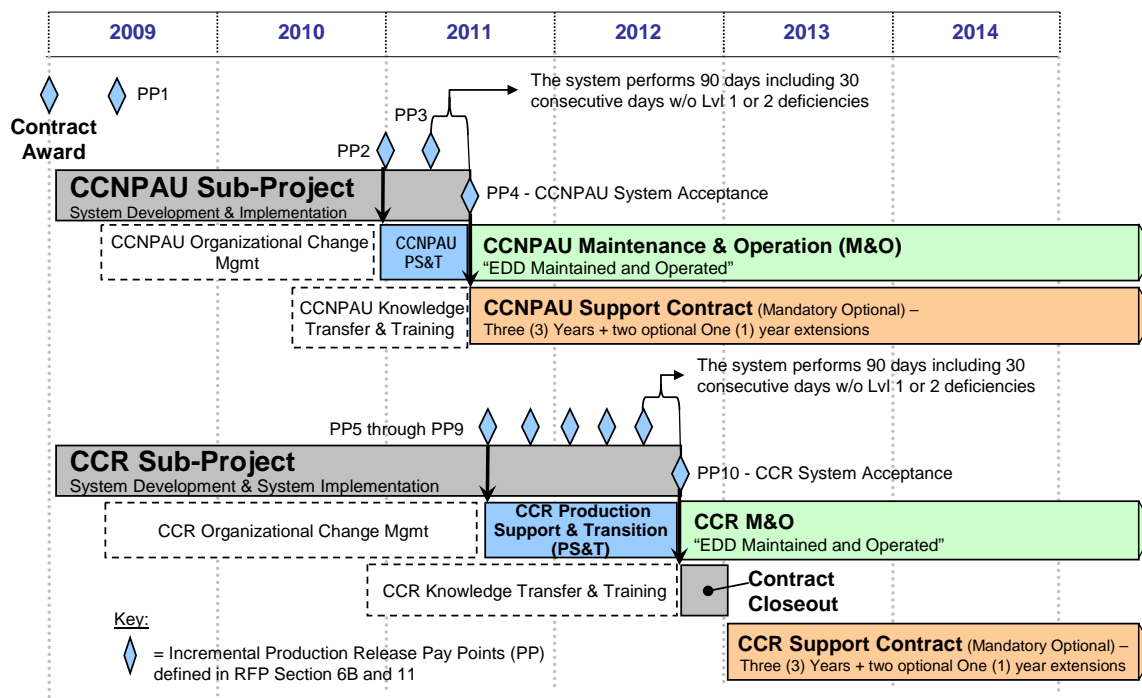 2009 2010 2011 2012 2013 2014
The system performs 90 days including 30
consecutive days w/o Lvl 1 or 2 deficiencies
PP1
PP3
Contract
Award
PP2
CCNPAU Sub-Project
System Development & Implementation
PP4 - CCNPAU System Acceptance
CCNPAU Organizational Change
Mgmt
CCNPAU
PS&T
CCNPAU Maintenance & Operation (M&O)
“EDD Maintained and Operated”
CCNPAU Knowledge
Transfer & Training
CCNPAU Support Contract (Mandatory Optional) –
Three (3) Years + two optional One (1) year extensions
The system performs 90 days including 30
consecutive days w/o Lvl 1 or 2 deficiencies
PP5 through PP9
CCR Sub-Project
System Development & System Implementation
PP10 - CCR System Acceptance
CCR Organizational Change Mgmt
CCR Production
Support & Transition
(PS&T)
CCR M&O
“EDD Maintained and Operated”
CCR Knowledge Transfer & Training
Contract
Closeout
Key:
= Incremental Production Release Pay Points (PP)
defined in RFP Section 6B and 11
CCR Support Contract (Mandatory Optional) –
Three (3) Years + two optional One (1) year extensions